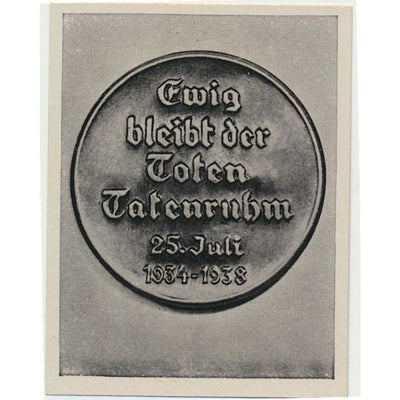 Ewig
bleibt der
Toten
Tatenruhm
25. Juli
1934-1938